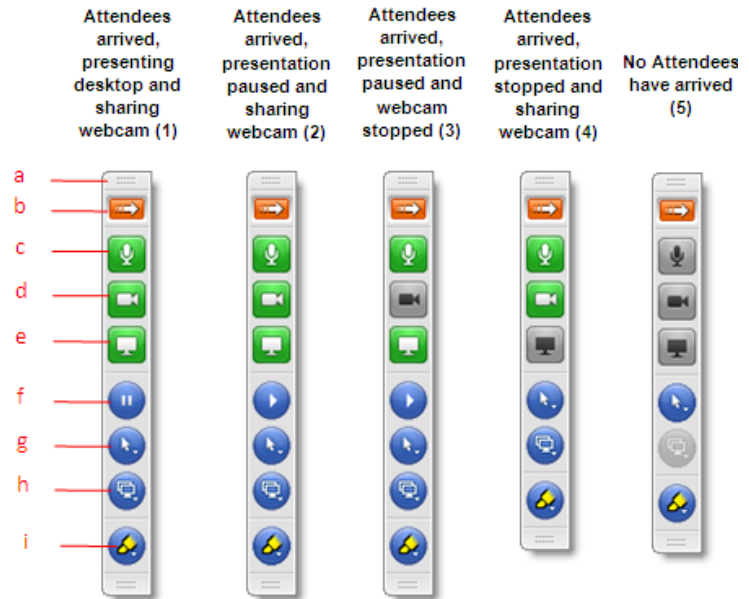 Attendees
arrived,
presenting
desktop and
sharing
webcam (1)
Attendees
arrived,
presentation
paused and
sharing
webcam (2)
Attendees
arrived,
presentation
paused and
webcam
stopped (3)
Attendees
arrived,
presentation
stopped and
sharing
webcam (4)
No Attendees
have arrived
(5)
a
b
c
d
e
f
g
h
i